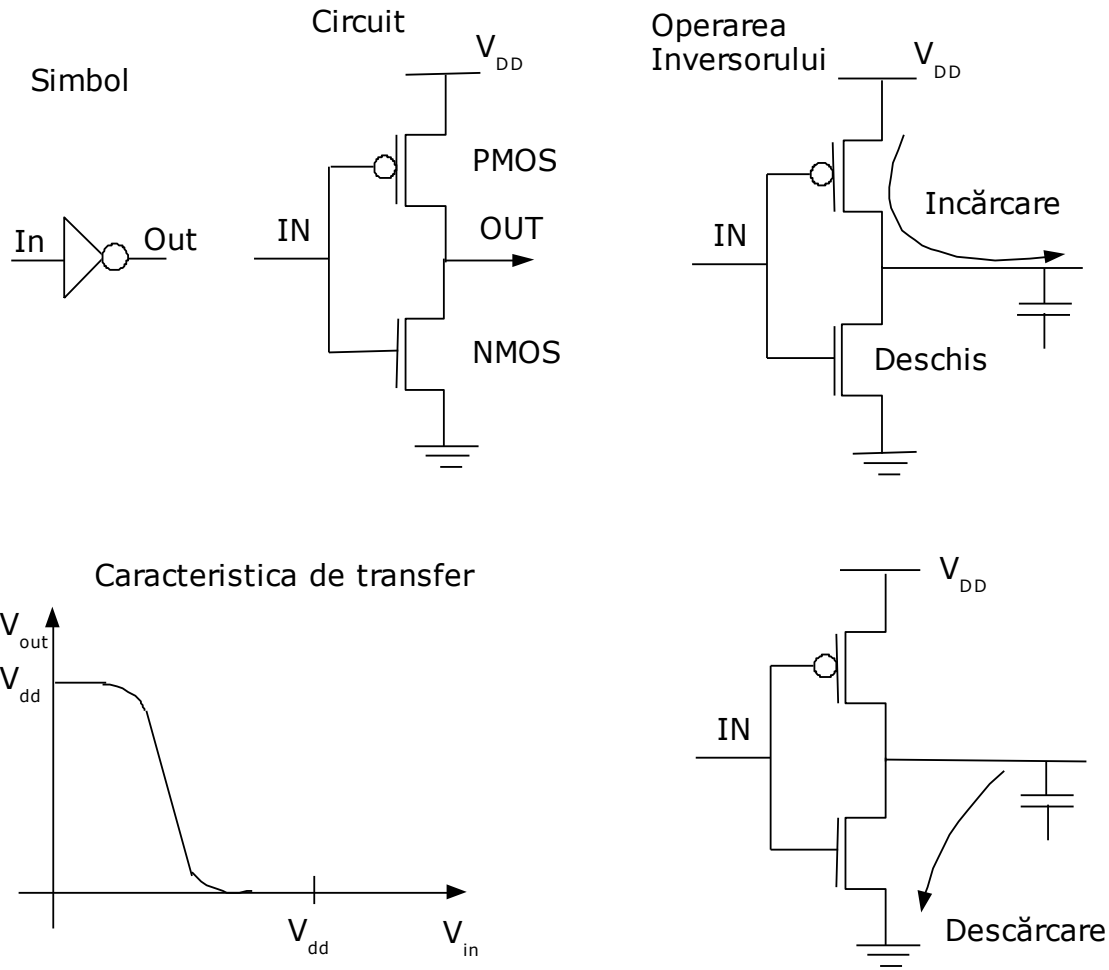 Circuit
Simbol
V_DD
PMOS
IN
OUT
NMOS
In
Out
Operarea
Inversorului
V_DD
Incărcare
IN
Deschis
Caracteristica de transfer
V_out
V_dd
V_dd
V_in
V_DD
IN
Descărcare